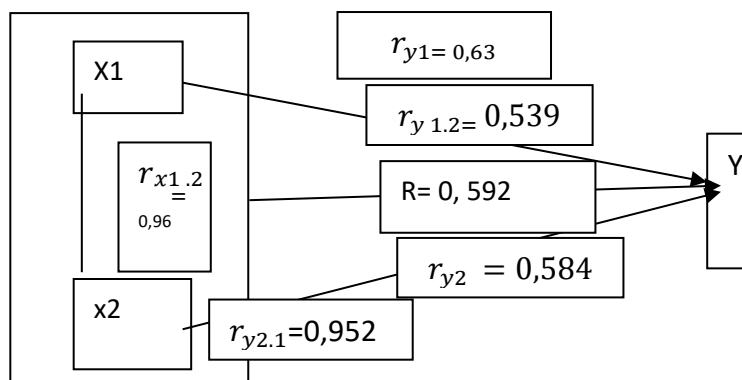 r_{y1= 0,63}
X1
r_{y 1.2=} 0,539
Y
r_{x1 .2}
=
0,96
R= 0, 592
r_{y2} = 0,584
x2
r_{y2.1}=0,952